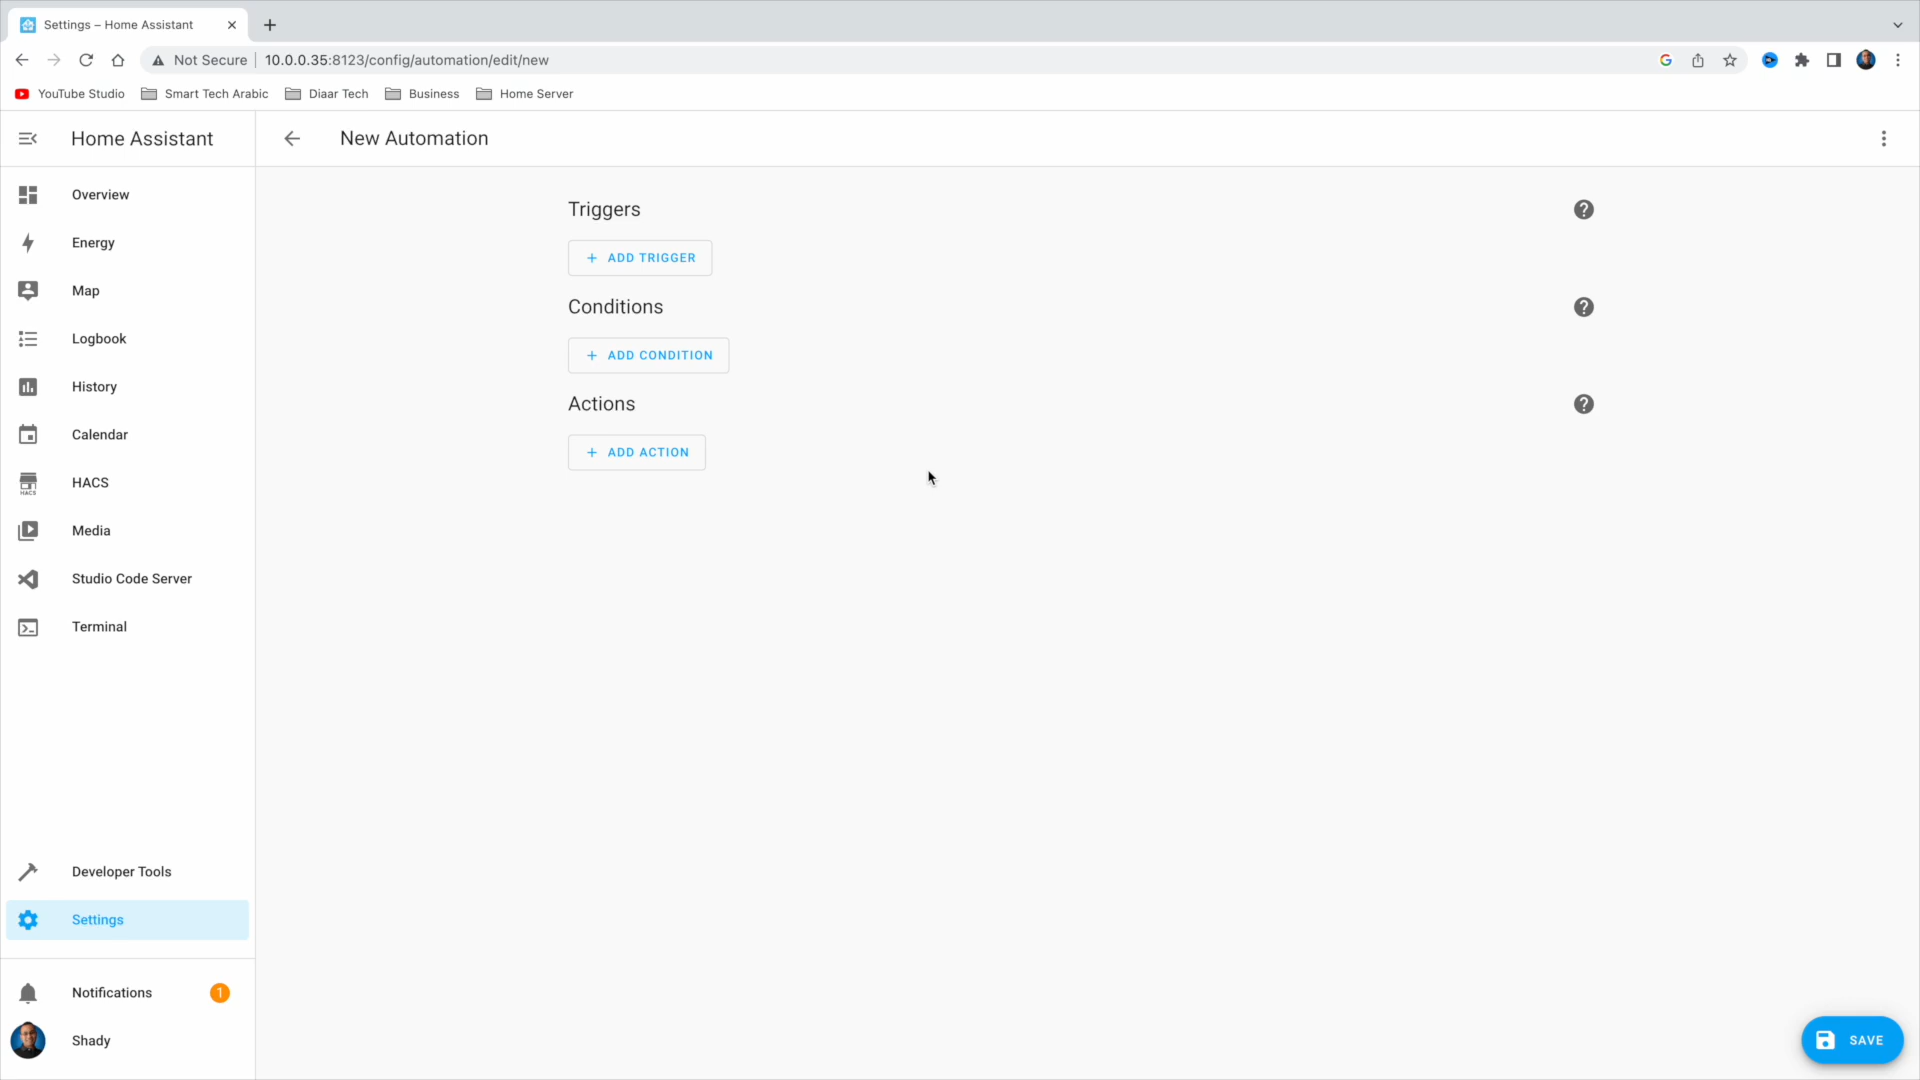 Settings – Home Assistant
Not Secure
10.0.0.35:8123/config/automation/edit/new
YouTube Studio
Smart Tech Arabic
Diaar Tech
Business
Home Server
Home Assistant
New Automation
Overview
Energy
Map
Logbook
History
Calendar
HACS
HACS
Media
Studio Code Server
Terminal
Developer Tools
Settings
Notifications
1
Shady
Triggers
ADD TRIGGER
Conditions
ADD CONDITION
Actions
ADD ACTION
SAVE